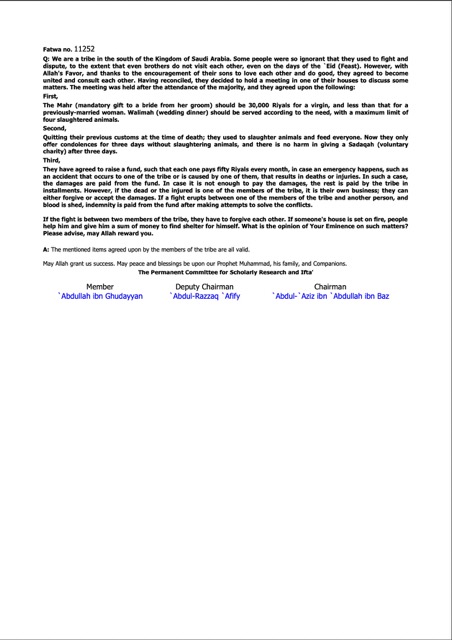 Fatwa no. 11252
Q: We are a tribe in the south of the Kingdom of Saudi Arabia. Some people were so ignorant that they used to fight and
dispute, to the extent that even brothers do not visit each other, even on the days of the `Eid (Feast). However, with
Allah's Favor, and thanks to the encouragement of their sons to love each other and do good, they agreed to become
united and consult each other. Having reconciled, they decided to hold a meeting in one of their houses to discuss some
matters. The meeting was held after the attendance of the majority, and they agreed upon the following:
First,
The Mahr (mandatory gift to a bride from her groom) should be 30,000 Riyals for a virgin, and less than that for a
previously-married woman. Walimah (wedding dinner) should be served according to the need, with a maximum limit of
four slaughtered animals.
Second,
Quitting their previous customs at the time of death; they used to slaughter animals and feed everyone. Now they only
offer condolences for three days without slaughtering animals, and there is no harm in giving a Sadaqah (voluntary
charity) after three days.
Third,
They have agreed to raise a fund, such that each one pays fifty Riyals every month, in case an emergency happens, such as
an accident that occurs to one of the tribe or is caused by one of them, that results in deaths or injuries. In such a case,
the damages are paid from the fund. In case it is not enough to pay the damages, the rest is paid by the tribe in
installments. However, if the dead or the injured is one of the members of the tribe, it is their own business; they can
either forgive or accept the damages. If a fight erupts between one of the members of the tribe and another person, and
blood is shed, indemnity is paid from the fund after making attempts to solve the conflicts.
If the fight is between two members of the tribe, they have to forgive each other. If someone's house is set on fire, people
help him and give him a sum of money to find shelter for himself. What is the opinion of Your Eminence on such matters?
Please advise, may Allah reward you.
A: The mentioned items agreed upon by the members of the tribe are all valid.
May Allah grant us success. May peace and blessings be upon our Prophet Muhammad, his family, and Companions.
The Permanent Committee for Scholarly Research and Ifta'
Member Deputy Chairman Chairman
`Abdullah ibn Ghudayyan `Abdul-Razzaq `Afify `Abdul-`Aziz ibn `Abdullah ibn Baz